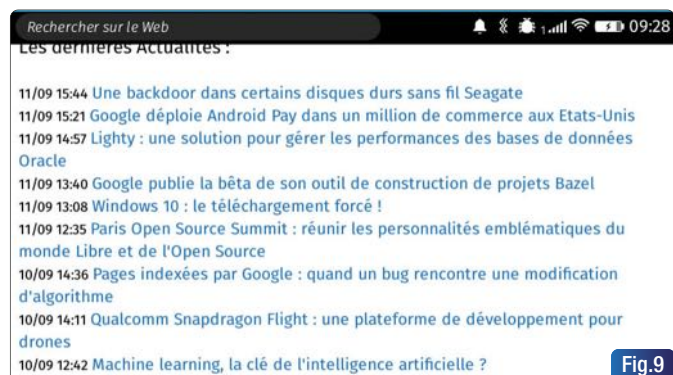 Rechercher sur le Web
1 09:28
Les dernières Actualités :
11/09 15:44 Une backdoor dans certains disques durs sans fil Seagate
11/09 15:21 Google déploie Android Pay dans un million de commerce aux Etats-Unis
11/09 14:57 Lighty : une solution pour gérer les performances des bases de données
Oracle
11/09 13:40 Google publie la bêta de son outil de construction de projets Bazel
11/09 13:08 Windows 10 : le téléchargement forcé !
11/09 12:35 Paris Open Source Summit : réunir les personnalités emblématiques du
monde Libre et de l'Open Source
10/09 14:36 Pages indexées par Google : quand un bug rencontre une modification
d'algorithme
10/09 14:11 Qualcomm Snapdragon Flight : une plateforme de développement pour
drones
10/09 12:42 Machine learning, la clé de l'intelligence artificielle ?
Fig.9